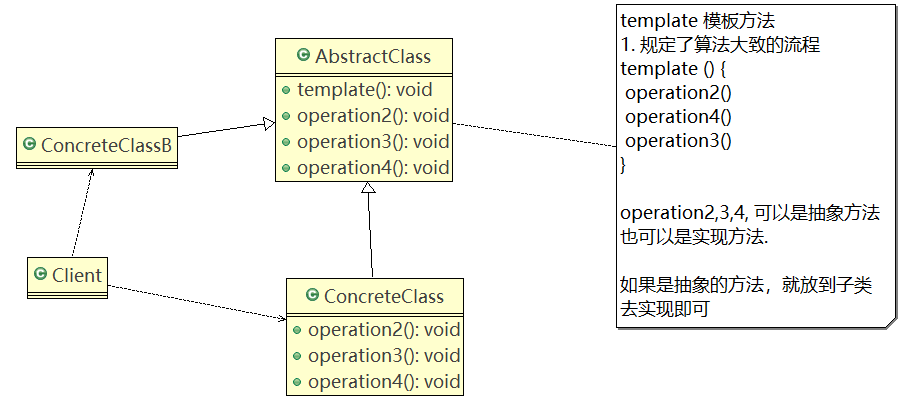 AbstractClass
template(): void
operation2(): void
operation3(): void
operation4(): void
ConcreteClassB
Client
ConcreteClass
operation2(): void
operation3(): void
operation4(): void
template 模板方法
1. 规定了算法大致的流程
template () {
operation2()
operation4()
operation3()
}
operation2,3,4, 可以是抽象方法
也可以是实现方法.
如果是抽象的方法，就放到子类
去实现即可